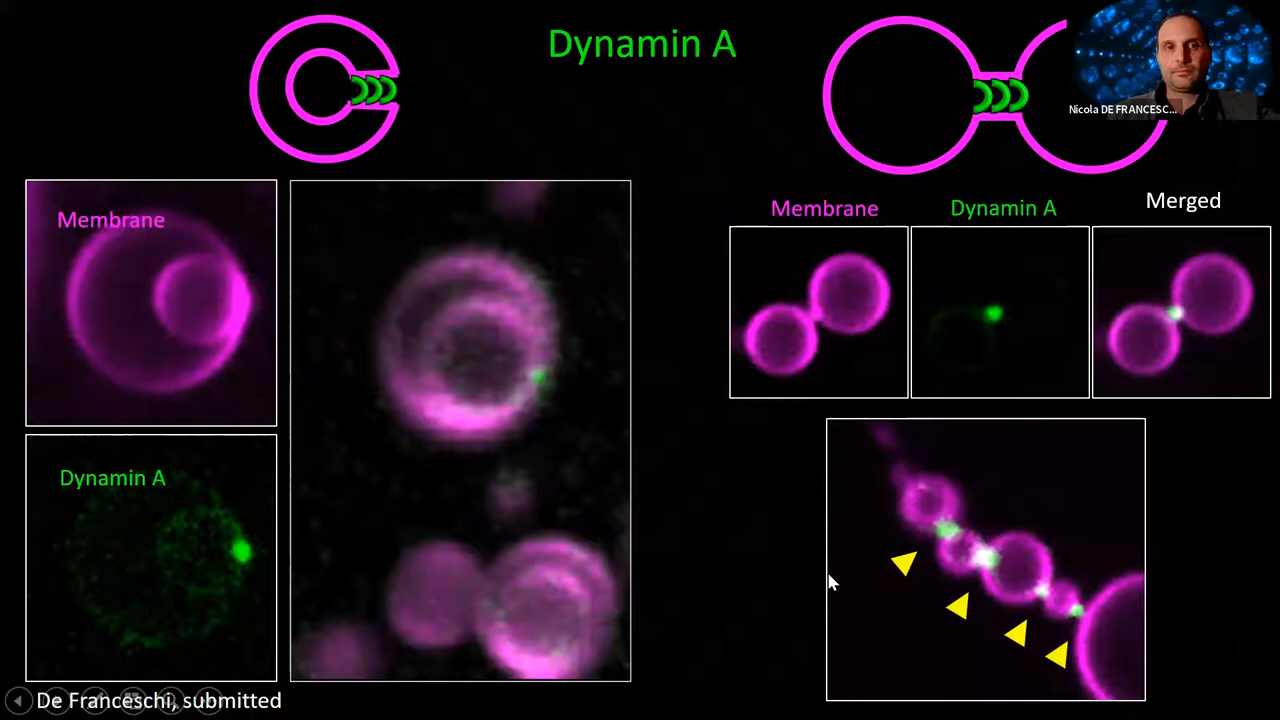 Dynamin A
Nicola DE FRANCESC...
Membrane
Dynamin A
Membrane
Dynamin A
Merged
De Franceschi, submitted